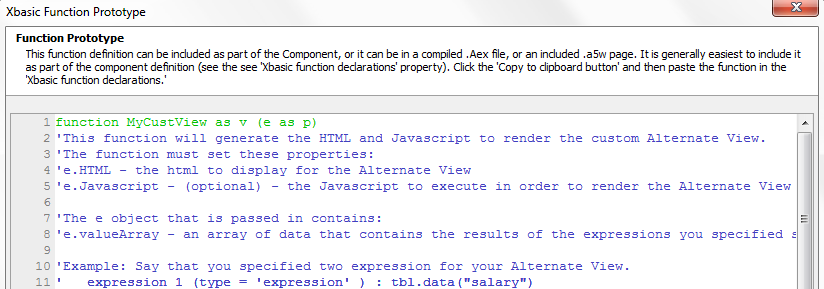 Xbasic Function Prototype
Function Prototype
This function definition can be included as part of the Component, or it can be in a compiled .Aex file, or an included .a5w page. It is generally easiest to include it
as part of the component definition (see the see 'Xbasic function declarations' property). Click the 'Copy to clipboard button' and then paste the function in the
'Xbasic function declarations.'
1 function MyCustView as v (e as p)
2 'This function will generate the HTML and Javascript to render the custom Alternate View.
3 'The function must set these properties:
4 'e.HTML - the html to display for the Alternate View
5 'e.Javascript - (optional) - the Javascript to execute in order to render the Alternate View
6
7 'The e object that is passed in contains:
8 'e.valueArray - an array of data that contains the results of the expressions you specified s
9
10 'Example: Say that you specified two expression for your Alternate View.
11 ' expression 1 (type = 'expression' ) : tbl.data("salary")